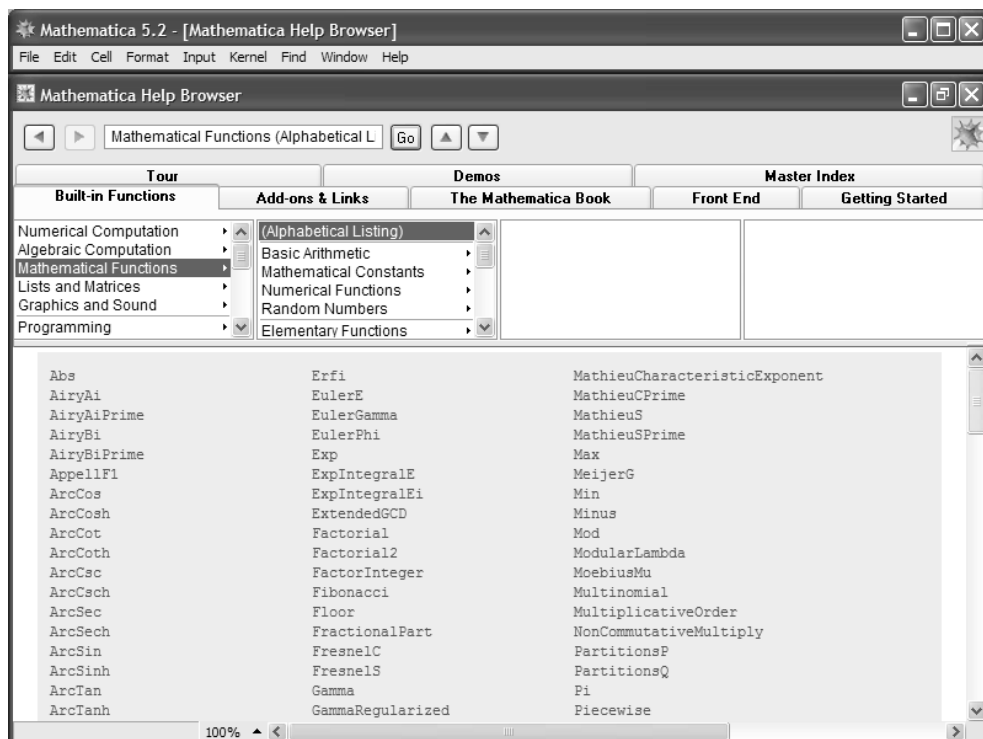 Mathematica 5.2 - [Mathematica Help Browser]
File Edit Cell Format Input Kernel Find Window Help
Mathematica Help Browser
Mathematical Functions (Alphabetical Li Go
Tour Demos Master Index
Built-in Functions Add-ons & Links The Mathematica Book Front End Getting Started
Numerical Computation
Algebraic Computation
Mathematical Functions
Lists and Matrices
Graphics and Sound
Programming
(Alphabetical Listing)
Basic Arithmetic
Mathematical Constants
Numerical Functions
Random Numbers
Elementary Functions
Abs
AiryAi
AiryAiPrime
AiryBi
AiryBiPrime
AppellF1
ArcCos
ArcCosh
ArcCot
ArcCoth
ArcCsc
ArcCsch
ArcSec
ArcSech
ArcSin
ArcSinh
ArcTan
ArcTanh
Erfi
EulerE
EulerGamma
EulerPhi
Exp
ExpIntegralE
ExpIntegralEi
ExtendedGCD
Factorial
Factorial2
FactorInteger
Fibonacci
Floor
FractionalPart
FresnelC
FresnelS
Gamma
GammaRegularized
MathieuCharacteristicExponent
MathieuCPrime
MathieuS
MathieuSPrime
Max
MeijerG
Min
Minus
Mod
ModularLambda
MoebiusMu
Multinomial
MultiplicativeOrder
NonCommutativeMultiply
PartitionsP
PartitionsQ
Pi
Piecewise
100%